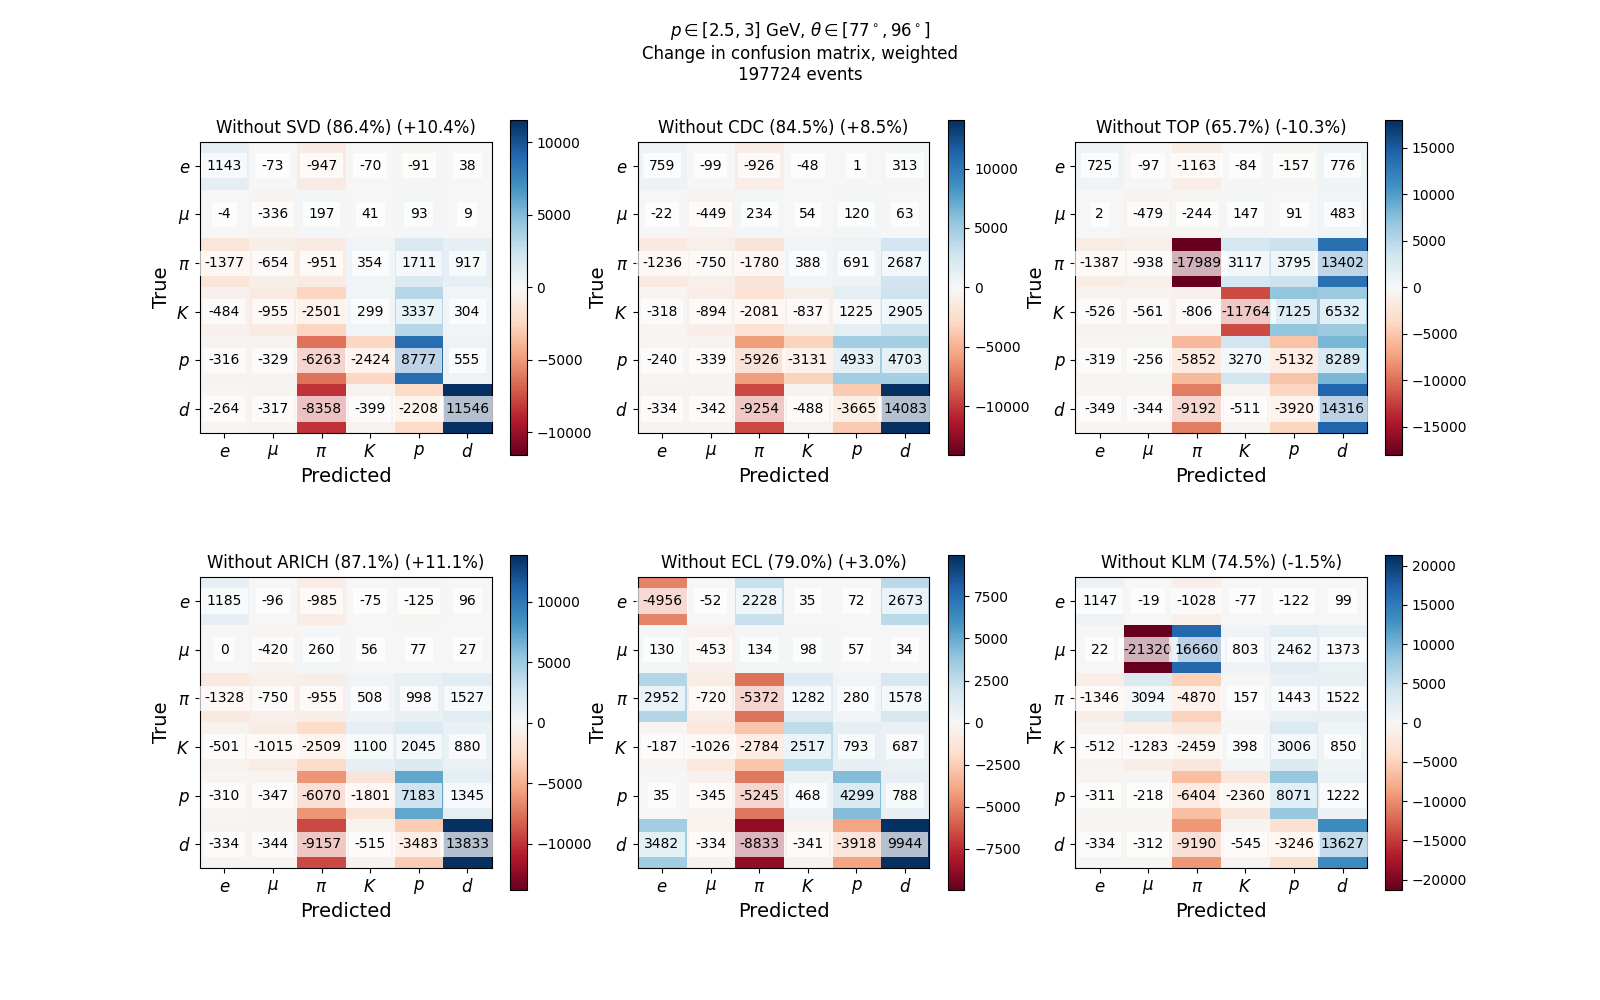 p ∈ [2.5, 3] GeV, θ ∈ [77°, 96°]
Change in confusion matrix, weighted
197724 events
Without SVD (86.4%) (+10.4%)
True
e 1143 -73 -947 -70 -91 38
μ -4 -336 197 41 93 9
π -1377 -654 -951 354 1711 917
K -484 -955 -2501 299 3337 304
p -316 -329 -6263 -2424 8777 555
d -264 -317 -8358 -399 -2208 11546
e μ π K p d
Predicted
10000
5000
0
−5000
−10000
Without CDC (84.5%) (+8.5%)
True
759 -99 -926 -48 1 313
-22 -449 234 54 120 63
-1236 -750 -1780 388 691 2687
-318 -894 -2081 -837 1225 2905
-240 -339 -5926 -3131 4933 4703
-334 -342 -9254 -488 -3665 14083
e μ π K p d
Predicted
10000
5000
0
−5000
−10000
Without TOP (65.7%) (-10.3%)
True
e 725 -97 -1163 -84 -157 776
μ 2 -479 -244 147 91 483
π -1387 -938 -17989 3117 3795 13402
K -526 -561 -806 -11764 7125 6532
p -319 -256 -5852 3270 -5132 8289
d -349 -344 -9192 -511 -3920 14316
e μ π K p d
Predicted
15000
10000
5000
0
−5000
−10000
−15000
Without ARICH (87.1%) (+11.1%)
True
e 1185 -96 -985 -75 -125 96
μ 0 -420 260 56 77 27
π -1328 -750 -955 508 998 1527
K -501 -1015 -2509 1100 2045 880
p -310 -347 -6070 -1801 7183 1345
d -334 -344 -9157 -515 -3483 13833
e μ π K p d
Predicted
10000
5000
0
−5000
−10000
Without ECL (79.0%) (+3.0%)
True
e -4956 -52 2228 35 72 2673
μ 130 -453 134 98 57 34
π 2952 -720 -5372 1282 280 1578
K -187 -1026 -2784 2517 793 687
p 35 -345 -5245 468 4299 788
d 3482 -334 -8833 -341 -3918 9944
e μ π K p d
Predicted
7500
5000
2500
0
−2500
−5000
−7500
Without KLM (74.5%) (-1.5%)
True
e 1147 -19 -1028 -77 -122 99
μ 22 -21320 16660 803 2462 1373
π -1346 3094 -4870 157 1443 1522
K -512 -1283 -2459 398 3006 850
p -311 -218 -6404 -2360 8071 1222
d -334 -312 -9190 -545 -3246 13627
e μ π K p d
Predicted
20000
15000
10000
5000
0
−5000
−10000
−15000
−20000